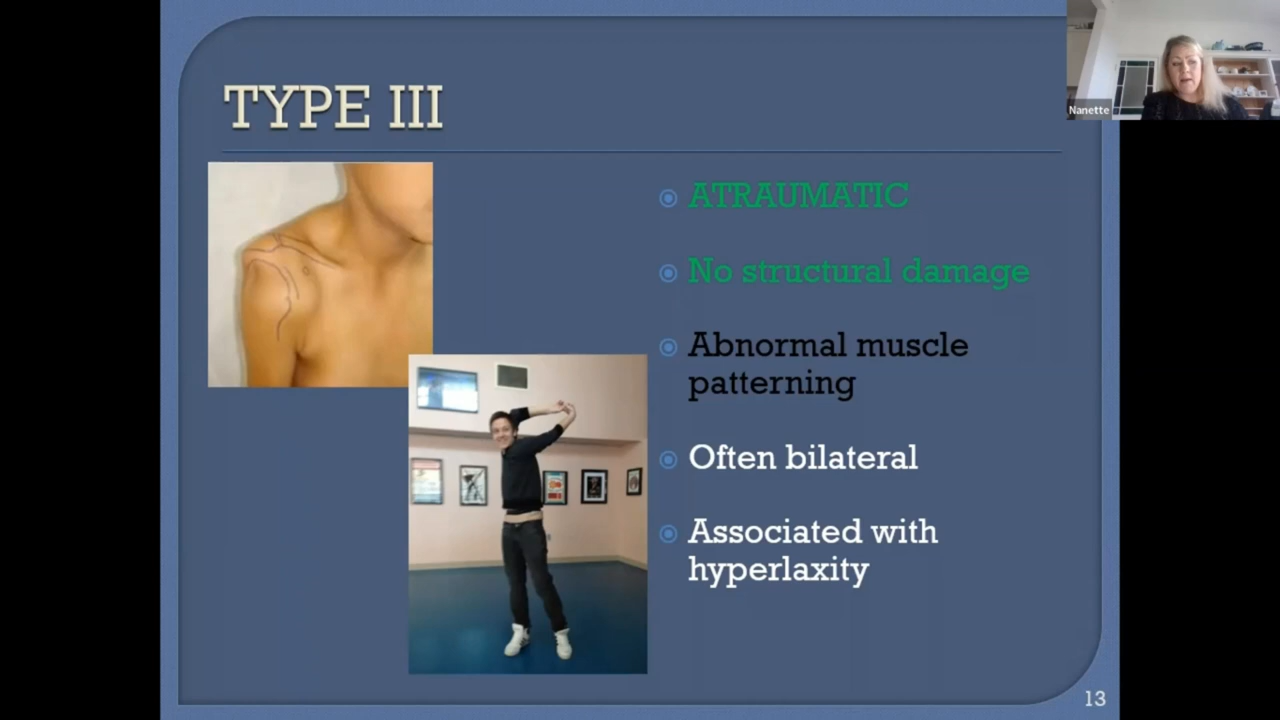 Nanette
TYPE III
ATRAUMATIC
No structural damage
Abnormal muscle
patterning
Often bilateral
Associated with
hyperlaxity
13